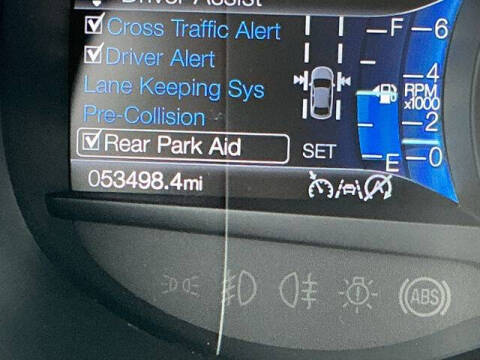 Driver Assist
Cross Traffic Alert
Driver Alert
Lane Keeping Sys
Pre-Collision
Rear Park Aid
SET
053498.4mi
F
E
6
4
RPM
x1000
2
0
ABS